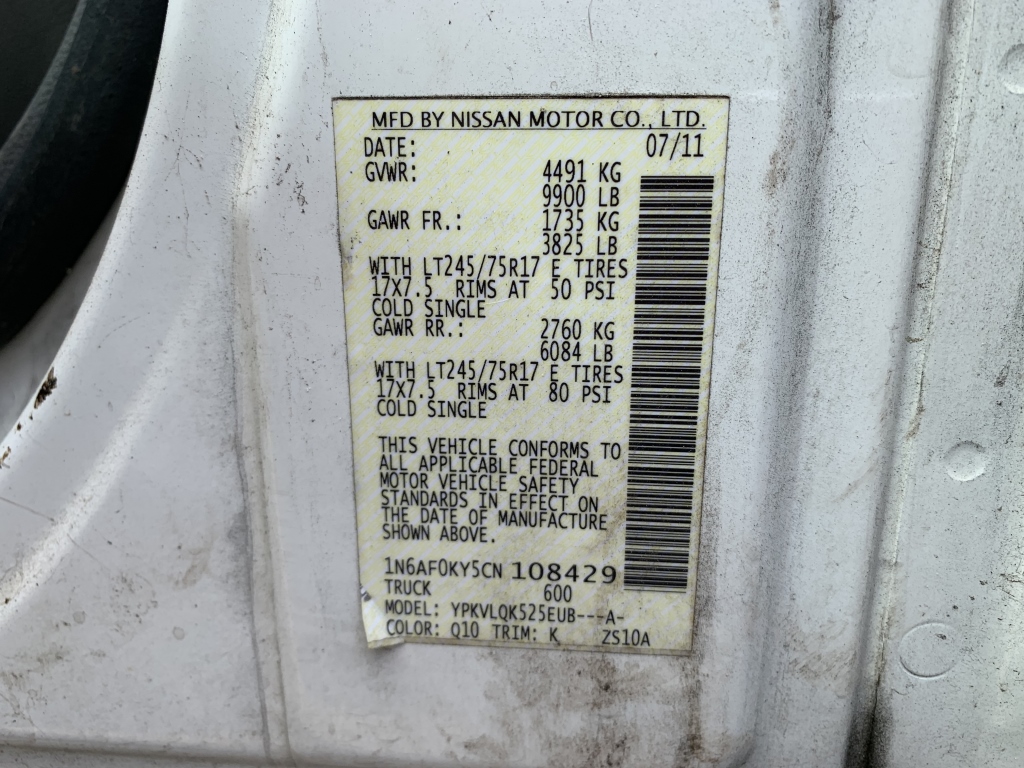 MFD BY NISSAN MOTOR CO., LTD.
DATE: 07/11
GVWR: 4491 KG
9900 LB
GAWR FR.: 1735 KG
3825 LB
WITH LT245/75R17 E TIRES
17X7.5 RIMS AT 50 PSI
COLD SINGLE
GAWR RR.: 2760 KG
6084 LB
WITH LT245/75R17 E TIRES
17X7.5 RIMS AT 80 PSI
COLD SINGLE
THIS VEHICLE CONFORMS TO
ALL APPLICABLE FEDERAL
MOTOR VEHICLE SAFETY
STANDARDS IN EFFECT ON
THE DATE OF MANUFACTURE
SHOWN ABOVE.
1N6AF0KY5CN 108429
TRUCK 600
MODEL: YPKVLQK525EUB---A-
COLOR: Q10 TRIM: K ZS10A